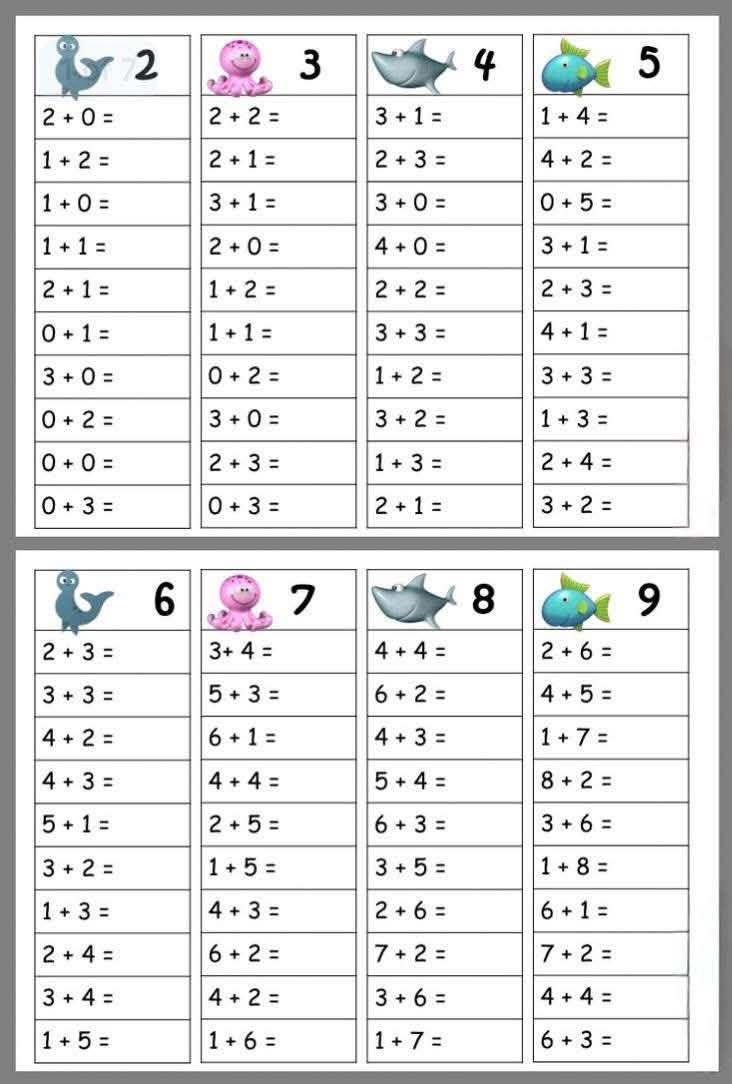 2
2 + 0 =
1 + 2 =
1 + 0 =
1 + 1 =
2 + 1 =
0 + 1 =
3 + 0 =
0 + 2 =
0 + 0 =
0 + 3 =
3
2 + 2 =
2 + 1 =
3 + 1 =
2 + 0 =
1 + 2 =
1 + 1 =
0 + 2 =
3 + 0 =
2 + 3 =
0 + 3 =
4
3 + 1 =
2 + 3 =
3 + 0 =
4 + 0 =
2 + 2 =
3 + 3 =
1 + 2 =
3 + 2 =
1 + 3 =
2 + 1 =
5
1 + 4 =
4 + 2 =
0 + 5 =
3 + 1 =
2 + 3 =
4 + 1 =
3 + 3 =
1 + 3 =
2 + 4 =
3 + 2 =
6
2 + 3 =
3 + 3 =
4 + 2 =
4 + 3 =
5 + 1 =
3 + 2 =
1 + 3 =
2 + 4 =
3 + 4 =
1 + 5 =
7
3+ 4 =
5 + 3 =
6 + 1 =
4 + 4 =
2 + 5 =
1 + 5 =
4 + 3 =
6 + 2 =
4 + 2 =
1 + 6 =
8
4 + 4 =
6 + 2 =
4 + 3 =
5 + 4 =
6 + 3 =
3 + 5 =
2 + 6 =
7 + 2 =
3 + 6 =
1 + 7 =
9
2 + 6 =
4 + 5 =
1 + 7 =
8 + 2 =
3 + 6 =
1 + 8 =
6 + 1 =
7 + 2 =
4 + 4 =
6 + 3 =